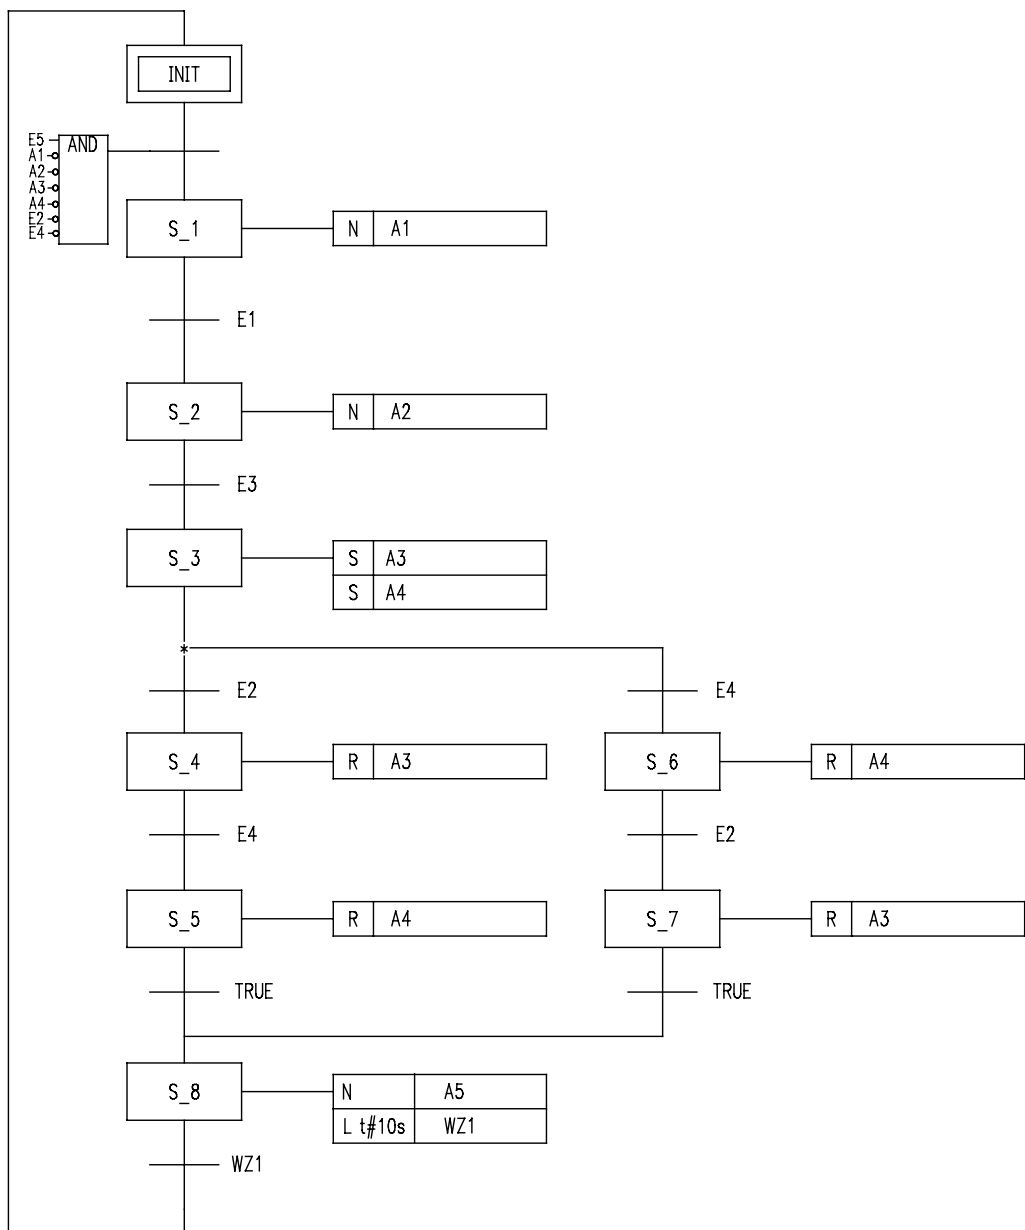 INIT
E5
AND
A1
A2
A3
A4
E2
E4
S_1
N A1
E1
S_2
N A2
E3
S_3
S A3
S A4
*
E2
E4
S_4
R A3
S_6
R A4
E4
E2
S_5
R A4
S_7
R A3
TRUE
TRUE
S_8
N A5
L t#10s WZ1
WZ1